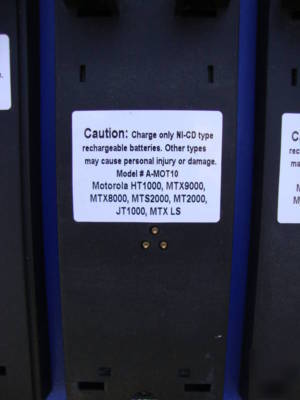 Caution: Charge only NI-CD type
rechargeable batteries. Other types
may cause personal injury or damage.
Model # A-MOT10
Motorola HT1000, MTX9000,
MTX8000, MTS2000, MT2000,
JT1000, MTX LS